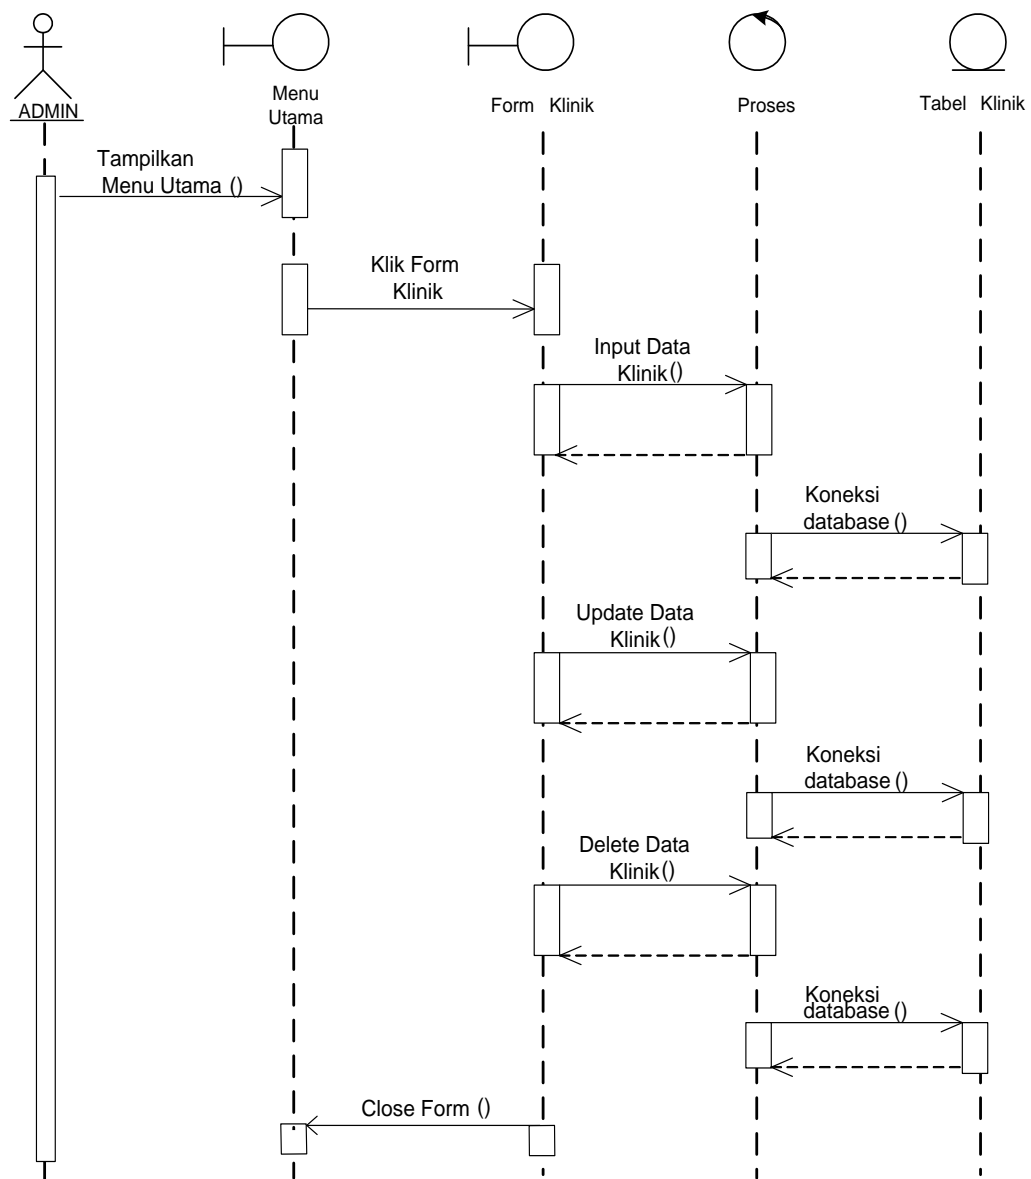 ADMIN
Menu
Utama
Form Klinik
Proses
Tabel Klinik
Tampilkan
Menu Utama ()
Klik Form
Klinik
Input Data
Klinik()
Koneksi
database ()
Update Data
Klinik()
Koneksi
database ()
Delete Data
Klinik()
Koneksi
database ()
Close Form ()